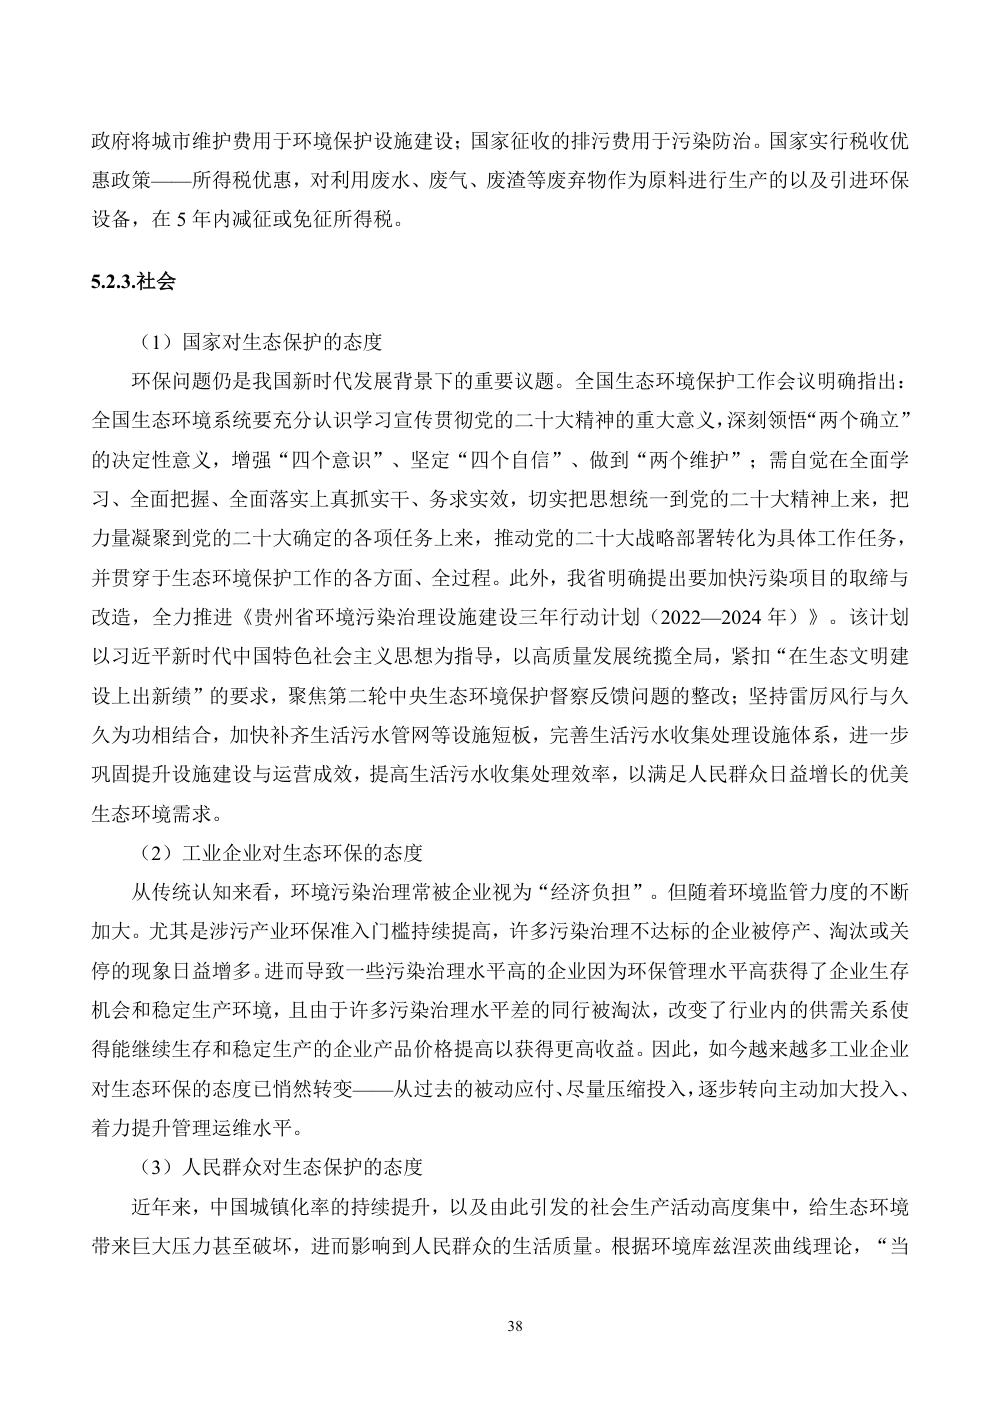 政府将城市维护费用于环境保护设施建设；国家征收的排污费用于污染防治。国家实行税收优
惠政策——所得税优惠，对利用废水、废气、废渣等废弃物作为原料进行生产的以及引进环保
设备，在 5 年内减征或免征所得税。
5.2.3.社会
（1）国家对生态保护的态度
环保问题仍是我国新时代发展背景下的重要议题。全国生态环境保护工作会议明确指出：
全国生态环境系统要充分认识学习宣传贯彻党的二十大精神的重大意义，深刻领悟“两个确立”
的决定性意义，增强“四个意识”、坚定“四个自信”、做到“两个维护”；需自觉在全面学
习、全面把握、全面落实上真抓实干、务求实效，切实把思想统一到党的二十大精神上来，把
力量凝聚到党的二十大确定的各项任务上来，推动党的二十大战略部署转化为具体工作任务，
并贯穿于生态环境保护工作的各方面、全过程。此外，我省明确提出要加快污染项目的取缔与
改造，全力推进《贵州省环境污染治理设施建设三年行动计划（2022—2024 年）》。该计划
以习近平新时代中国特色社会主义思想为指导，以高质量发展统揽全局，紧扣“在生态文明建
设上出新绩”的要求，聚焦第二轮中央生态环境保护督察反馈问题的整改；坚持雷厉风行与久
久为功相结合，加快补齐生活污水管网等设施短板，完善生活污水收集处理设施体系，进一步
巩固提升设施建设与运营成效，提高生活污水收集处理效率，以满足人民群众日益增长的优美
生态环境需求。
（2）工业企业对生态环保的态度
从传统认知来看，环境污染治理常被企业视为“经济负担”。但随着环境监管力度的不断
加大。尤其是涉污产业环保准入门槛持续提高，许多污染治理不达标的企业被停产、淘汰或关
停的现象日益增多。进而导致一些污染治理水平高的企业因为环保管理水平高获得了企业生存
机会和稳定生产环境，且由于许多污染治理水平差的同行被淘汰，改变了行业内的供需关系使
得能继续生存和稳定生产的企业产品价格提高以获得更高收益。因此，如今越来越多工业企业
对生态环保的态度已悄然转变——从过去的被动应付、尽量压缩投入，逐步转向主动加大投入、
着力提升管理运维水平。
（3）人民群众对生态保护的态度
近年来，中国城镇化率的持续提升，以及由此引发的社会生产活动高度集中，给生态环境
带来巨大压力甚至破坏，进而影响到人民群众的生活质量。根据环境库兹涅茨曲线理论，“当
38